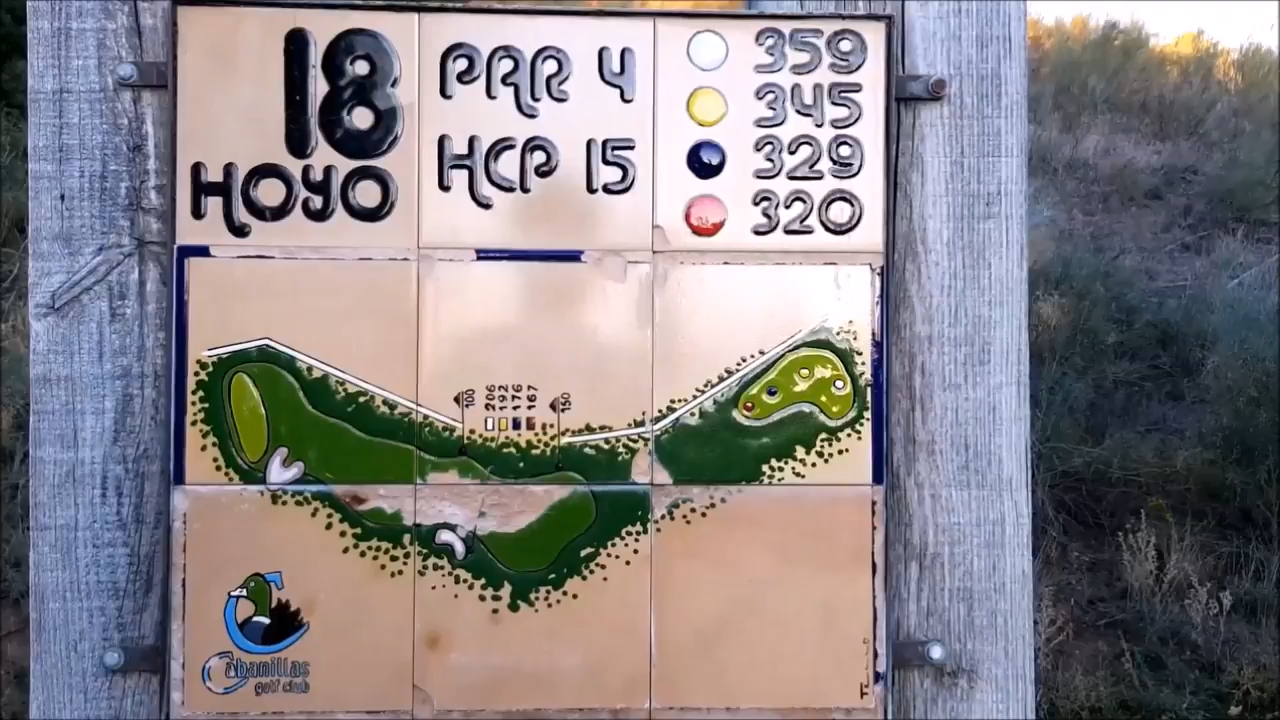 18
HOYO
PAR 4
HCP 15
359
345
329
320
100
206
192
176
167
150
Cabanillas
golf club